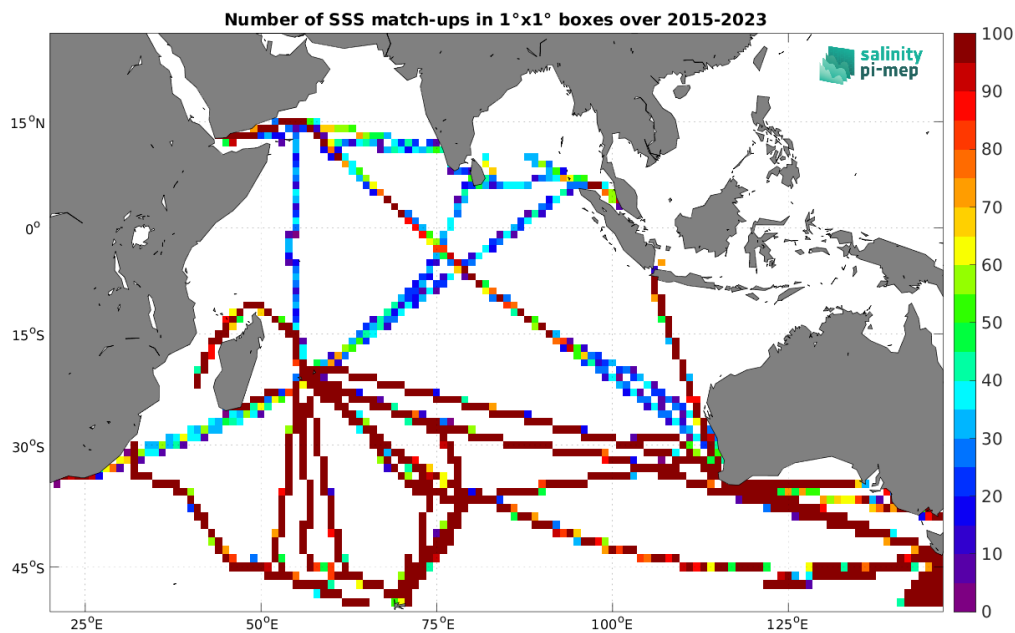 Number of SSS match-ups in 1°x1° boxes over 2015-2023
salinity
pi-mep
100
90
80
70
60
50
40
30
20
10
0
15°N
0°
15°S
30°S
45°S
25°E
50°E
75°E
100°E
125°E